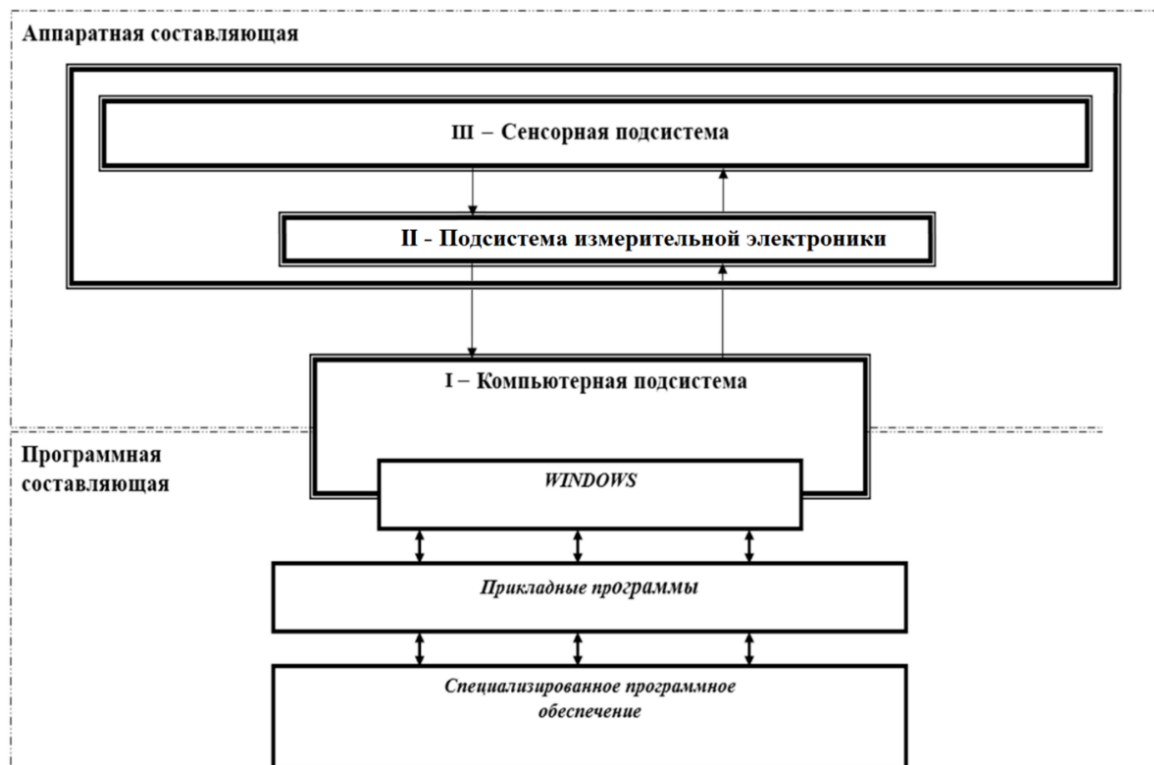 Аппаратная составляющая
III – Сенсорная подсистема
II - Подсистема измерительной электроники
I – Компьютерная подсистема
Программная
составляющая
WINDOWS
Прикладные программы
Специализированное программное
обеспечение